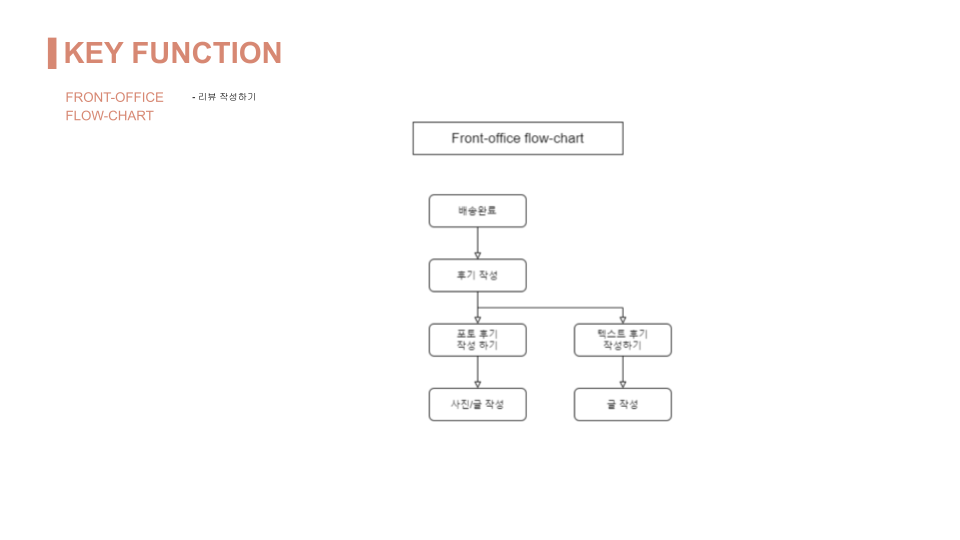 KEY FUNCTION
FRONT-OFFICE
FLOW-CHART
- 리뷰 작성하기
Front-office flow-chart
배송완료
후기 작성
포토 후기
작성 하기
텍스트 후기
작성하기
사진/글 작성
글 작성